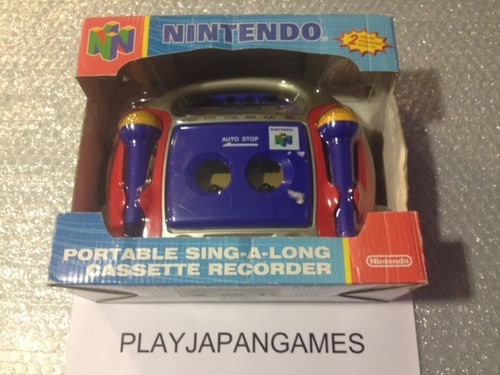 NINTENDO®
2
AUTO STOP
NINTENDO
PORTABLE SING-A-LONG
CASSETTE RECORDER
Nintendo
PLAYJAPANGAMES